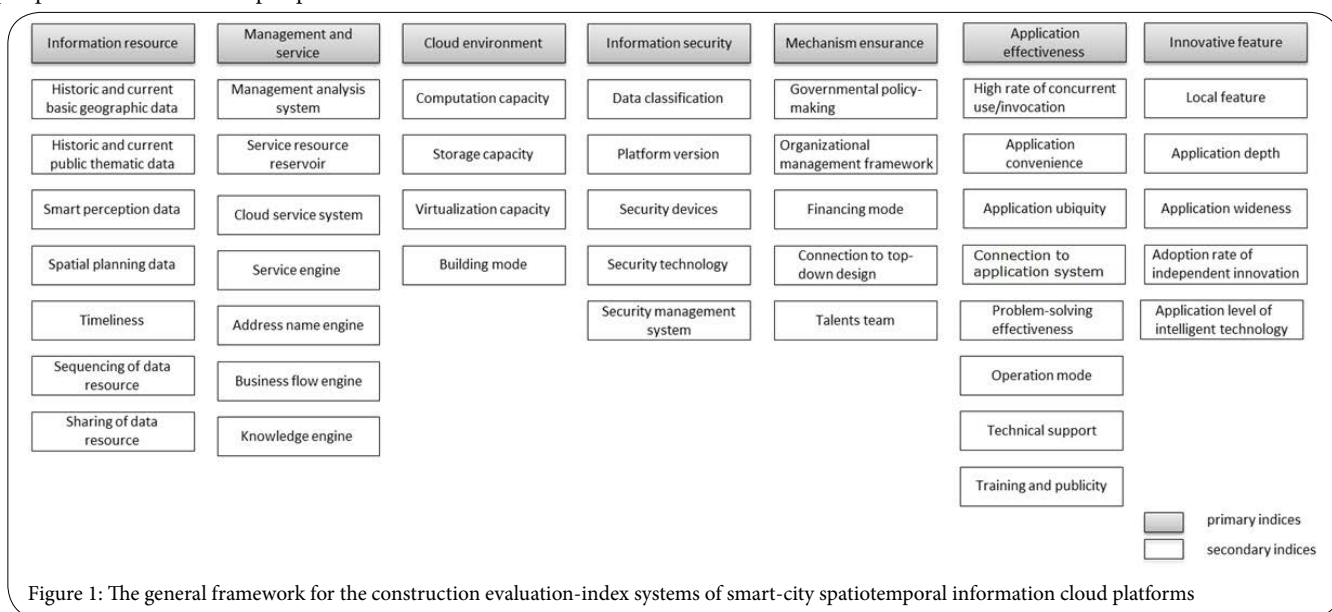 Information resource
Historic and current
basic geographic data
Historic and current
public thematic data
Smart perception data
Spatial planning data
Timeliness
Sequencing of data
resource
Sharing of data
resource
Management and
service
Management analysis
system
Service resource
reservoir
Cloud service system
Service engine
Address name engine
Business flow engine
Knowledge engine
Cloud environment
Computation capacity
Storage capacity
Virtualization capacity
Building mode
Information security
Data classification
Platform version
Security devices
Security technology
Security management
system
Mechanism ensurance
Governmental policy-
making
Organizational
management framework
Financing mode
Connection to top-
down design
Talents team
Application
effectiveness
High rate of concurrent
use/invocation
Application
convenience
Application ubiquity
Connection to
application system
Problem-solving
effectiveness
Operation mode
Technical support
Training and publicity
Innovative feature
Local feature
Application depth
Application wideness
Adoption rate of
independent innovation
Application level of
intelligent technology
primary indices
secondary indices
Figure 1: The general framework for the construction evaluation-index systems of smart-city spatiotemporal information cloud platforms